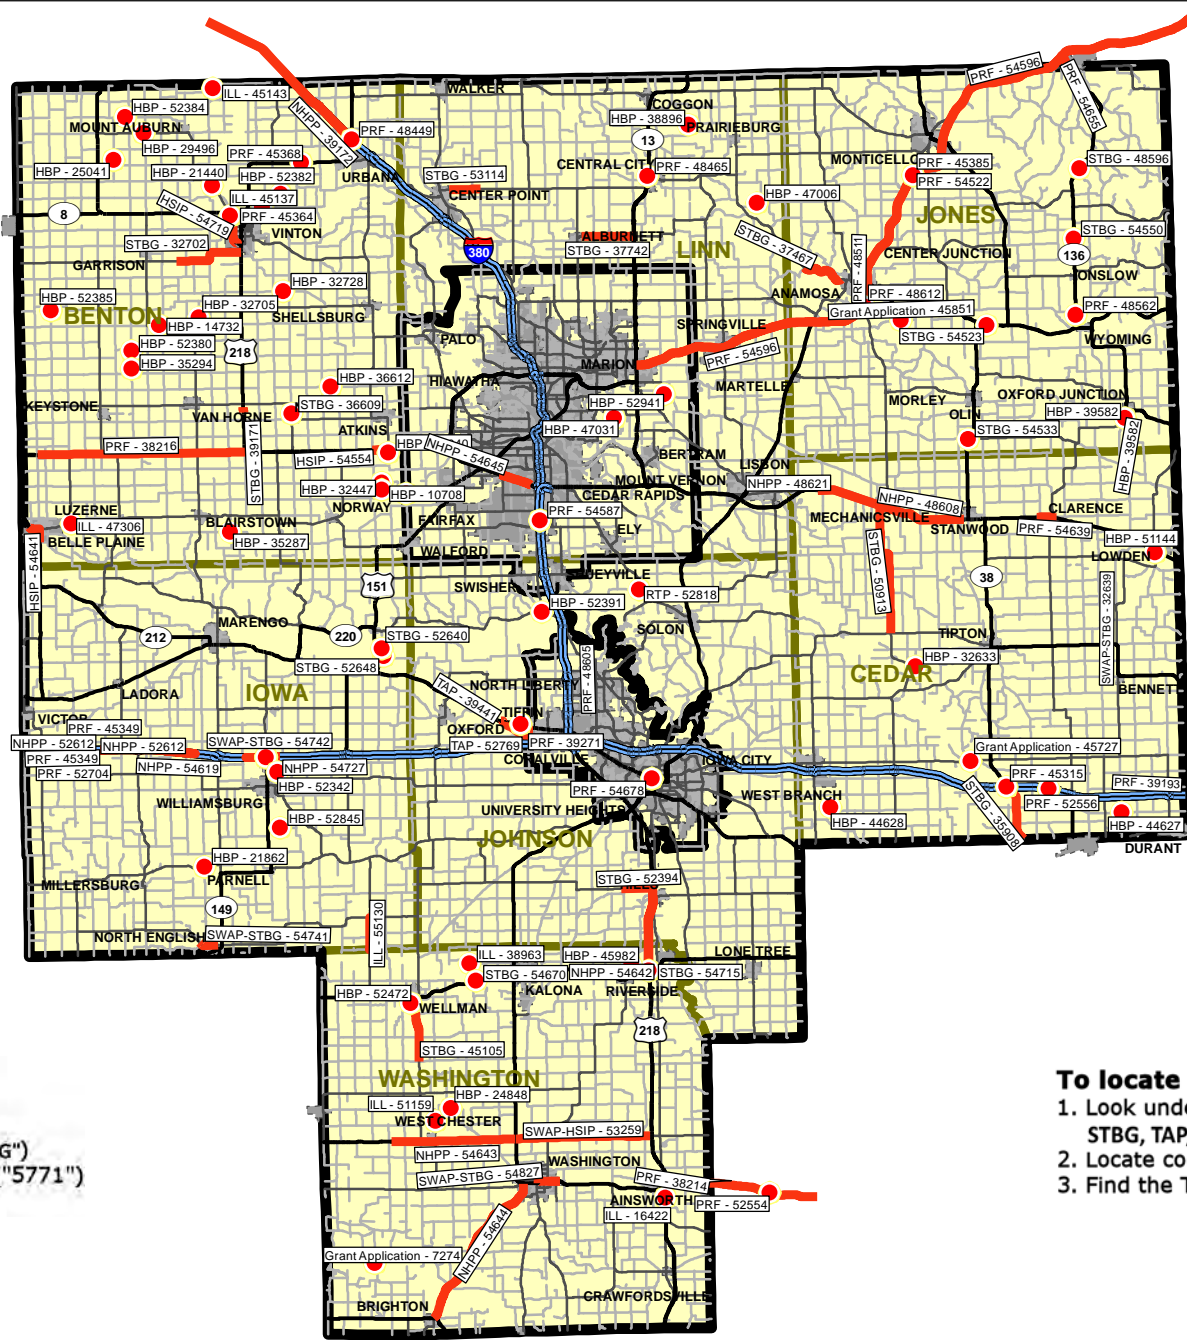 WALKER
ILL - 45143
HBP - 52384
MOUNT AUBURN
HBP - 29496
HBP - 25041
HBP - 21440
PRF - 45368
HBP - 52382
ILL - 45137
PRF - 45364
HSIP - 54719
8
VINTON
STBG - 32702
GARRISON
NHPP - 39172
PRF - 48449
URBANA
STBG - 53114
CENTER POINT
380
COGGON
HBP - 38896
PRAIRIEBURG
13
CENTRAL CITY
PRF - 48465
HBP - 47006
ALBURNETT
STBG - 37742
LINN
STBG - 37467
PRF - 54596
PRF - 54655
MONTICELLO
PRF - 45385
PRF - 54522
STBG - 48596
JONES
STBG - 54550
136
CENTER JUNCTION
ONSLOW
PRF - 48511
ANAMOSA
PRF - 48612
Grant Application - 45851
STBG - 54523
PRF - 48562
WYOMING
HBP - 52385
BENTON
HBP - 32728
HBP - 32705
SHELLSBURG
HBP - 14732
HBP - 52380
HBP - 35294
218
PALO
HIAWATHA
MARION
SPRINGVILLE
PRF - 54596
MARTELLE
MORLEY
OXFORD JUNCTION
OLIN
HBP - 39582
HBP - 39582
STBG - 54533
KEYSTONE
VAN HORNE
HBP - 36612
STBG - 36609
ATKINS
PRF - 38216
STBG - 39171
HSIP - 54554
HBP
NHPP - 54645
HBP - 52941
HBP - 47031
BERTRAM
LISBON
MOUNT VERNON
NHPP - 48621
CEDAR RAPIDS
HBP - 32447
HBP - 10708
NORWAY
FAIRFAX
PRF - 54587
ELY
WALFORD
LUZERNE
ILL - 47306
BELLE PLAINE
BLAIRSTOWN
HBP - 35287
HSIP - 54641
MECHANICSVILLE
NHPP - 48608
STANWOOD
CLARENCE
PRF - 54639
HBP - 51144
LOWDEN
STBG - 50913
38
SWAP-STBG - 32639
TIPTON
HBP - 32633
CEDAR
BENNETT
151
SWISHER
HBP - 52391
RTP - 52818
SOLON
212
MARENGO
220
STBG - 52640
STBG - 52648
LADORA
IOWA
VICTOR
NORTH LIBERTY
PRF - 48605
TAP - 39441
TIFFIN
OXFORD
TAP - 52769
PRF - 39271
CORALVILLE
IOWA CITY
PRF - 54678
UNIVERSITY HEIGHTS
JOHNSON
PRF - 45349
NHPP - 52612
NHPP - 52612
PRF - 45349
PRF - 52704
SWAP-STBG - 54742
NHPP - 54619
NHPP - 54727
HBP - 52342
WILLIAMSBURG
HBP - 52845
Grant Application - 45727
PRF - 45315
PRF - 39193
PRF - 52556
STBG - 35908
HBP - 44627
DURANT
WEST BRANCH
HBP - 44628
HBP - 21862
PARNELL
MILLERSBURG
149
NORTH ENGLISH
SWAP-STBG - 54741
ILL - 55130
STBG - 52394
HILLS
LONE TREE
ILL - 38963
HBP - 45982
STBG - 54670
NHPP - 54642
STBG - 54715
KALONA
RIVERSIDE
HBP - 52472
WELLMAN
218
STBG - 45105
WASHINGTON
HBP - 24848
ILL - 51159
WEST CHESTER
SWAP-HSIP - 53259
NHPP - 54643
WASHINGTON
SWAP-STBG - 54827
PRF - 38214
AINSWORTH
PRF - 52554
ILL - 16422
NHPP - 54644
Grant Application - 7274
CRAWFORDSVILLE
BRIGHTON
G")
("5771")
To locate
1. Look unde
STBG, TAP,
2. Locate co
3. Find the T